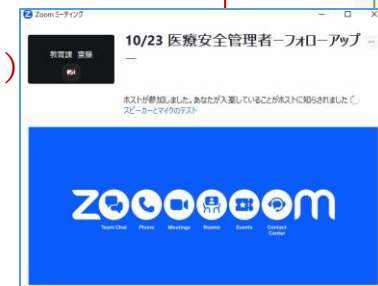 Zoom ミーティング
10/23 医療安全管理者－フォローアップ ...
—
教育課 齋藤
)
ホストが参加しました。あなたが入室していることがホストに知らされました
スピーカーとマイクのテスト
zoooooom
Team Chat
Phone
Meetings
Rooms
Events
Contact Center